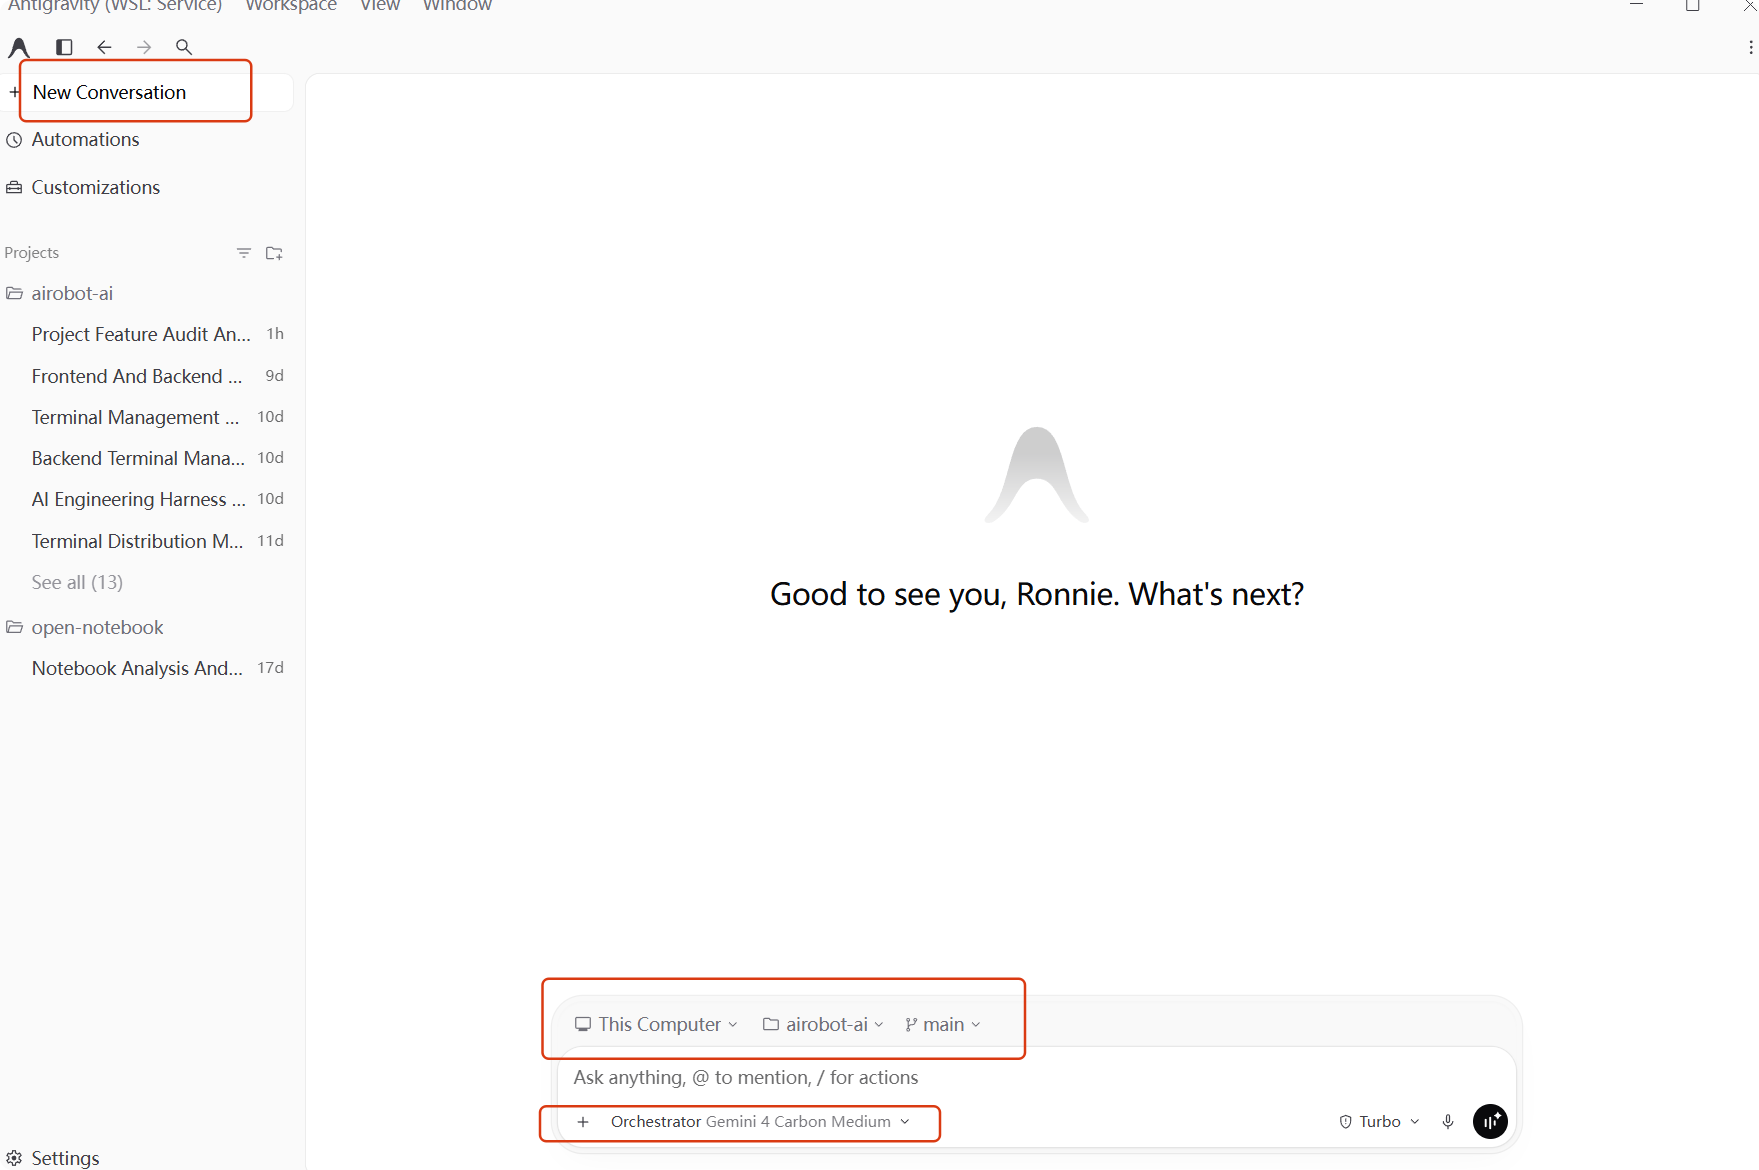 Antigravity (WSL: Service) Workspace View Window
New Conversation
Automations
Customizations
Projects
airobot-ai
Project Feature Audit An... 1h
Frontend And Backend ... 9d
Terminal Management ... 10d
Backend Terminal Mana... 10d
AI Engineering Harness ... 10d
Terminal Distribution M... 11d
See all (13)
open-notebook
Notebook Analysis And... 17d
Settings
Good to see you, Ronnie. What's next?
This Computer airobot-ai main
Ask anything, @ to mention, / for actions
Orchestrator Gemini 4 Carbon Medium Turbo